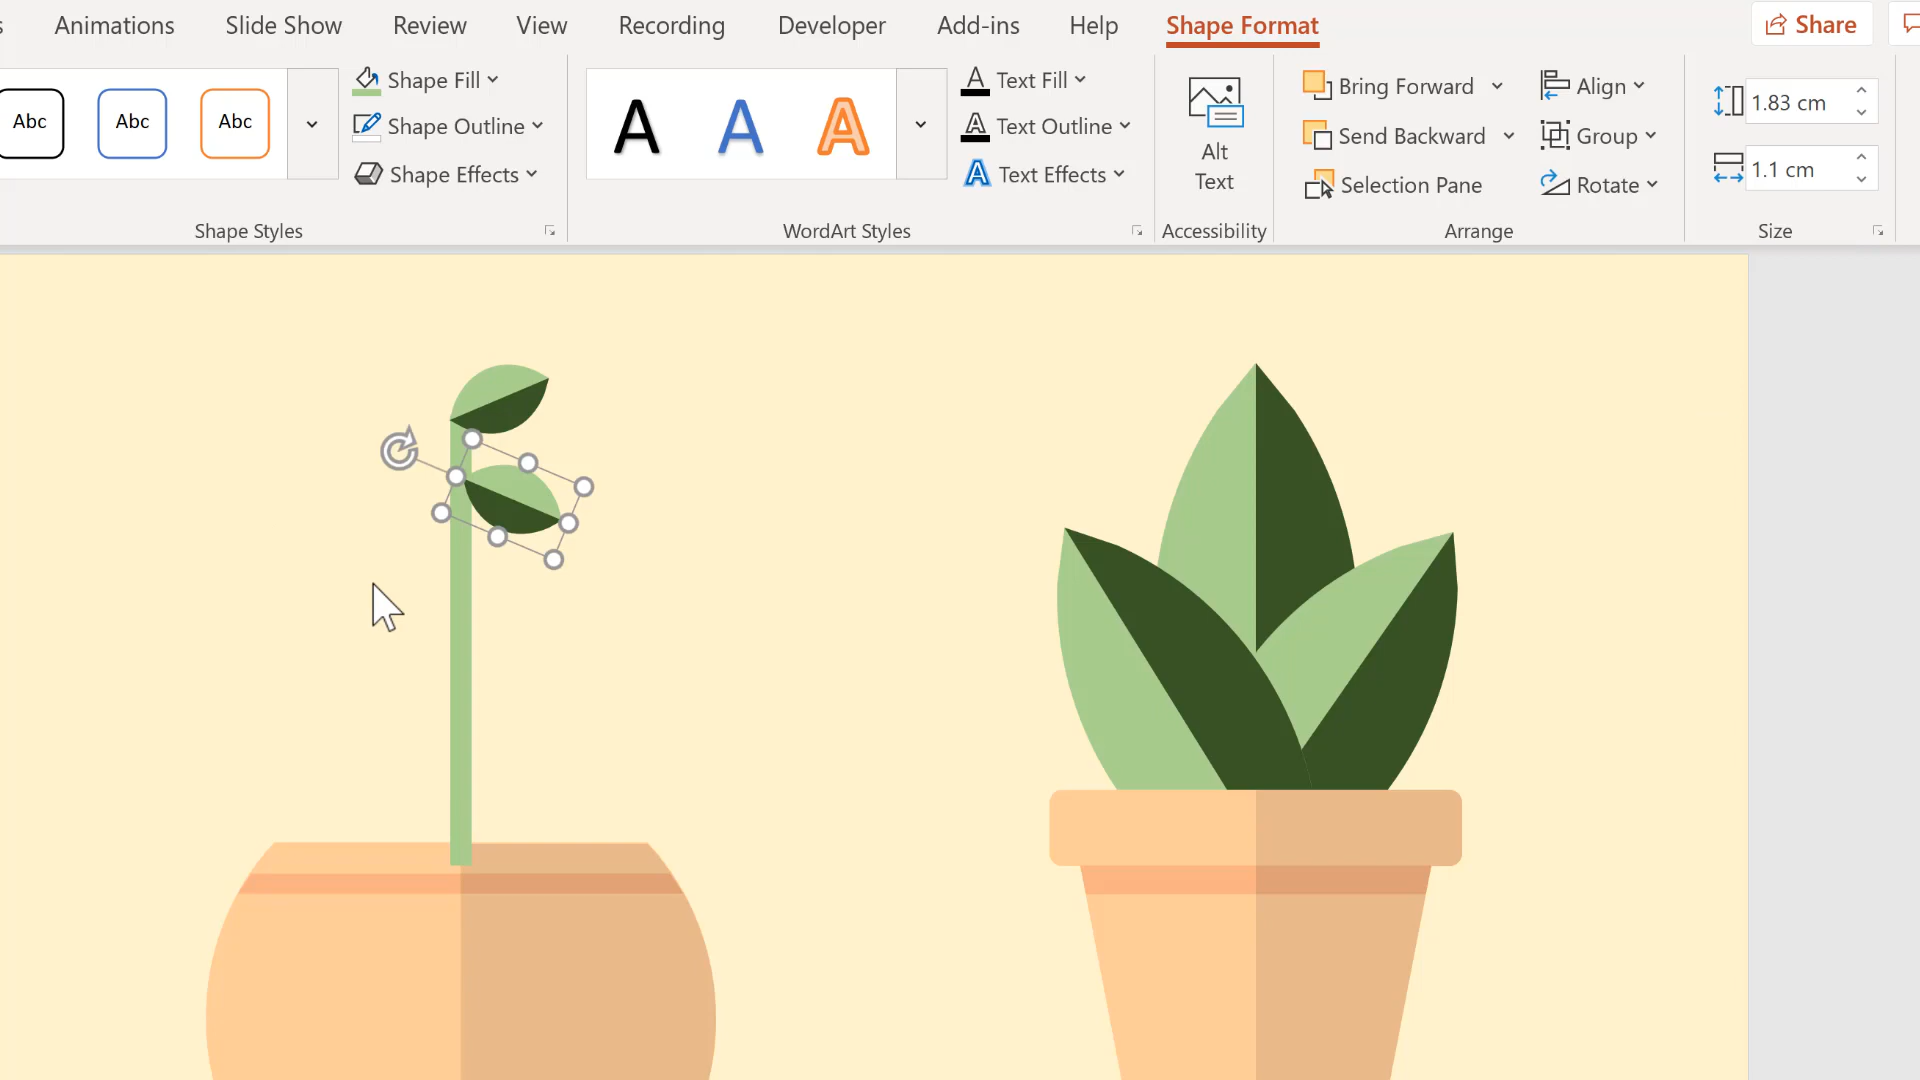 Animations Slide Show Review View Recording Developer Add-ins Help Shape Format Share
Abc Abc Abc
Shape Fill
Shape Outline
Shape Effects
Shape Styles
A A A
Text Fill
Text Outline
Text Effects
WordArt Styles
Alt
Text
Accessibility
Bring Forward
Send Backward
Selection Pane
Align
Group
Rotate
Arrange
1.83 cm
1.1 cm
Size